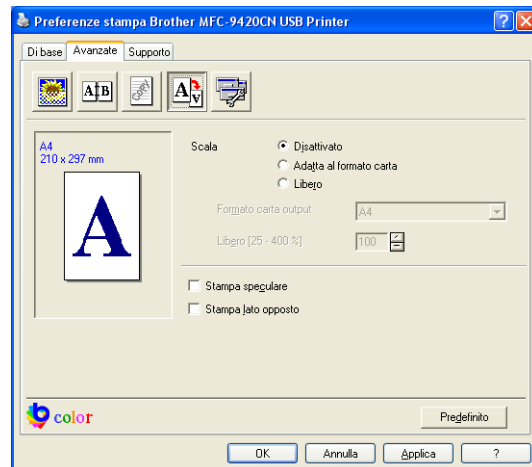 Preferenze stampa Brother MFC-9420CN USB Printer
Di base Avanzate Supporto
A B
A A
A4
210 x 297 mm
A
Scala Disattivato
Adatta al formato carta
Libero
Formato carta output A4
Libero [25 - 400 %] 100
Stampa speculare
Stampa lato opposto
color
Predefinito
OK Annulla Applica ?